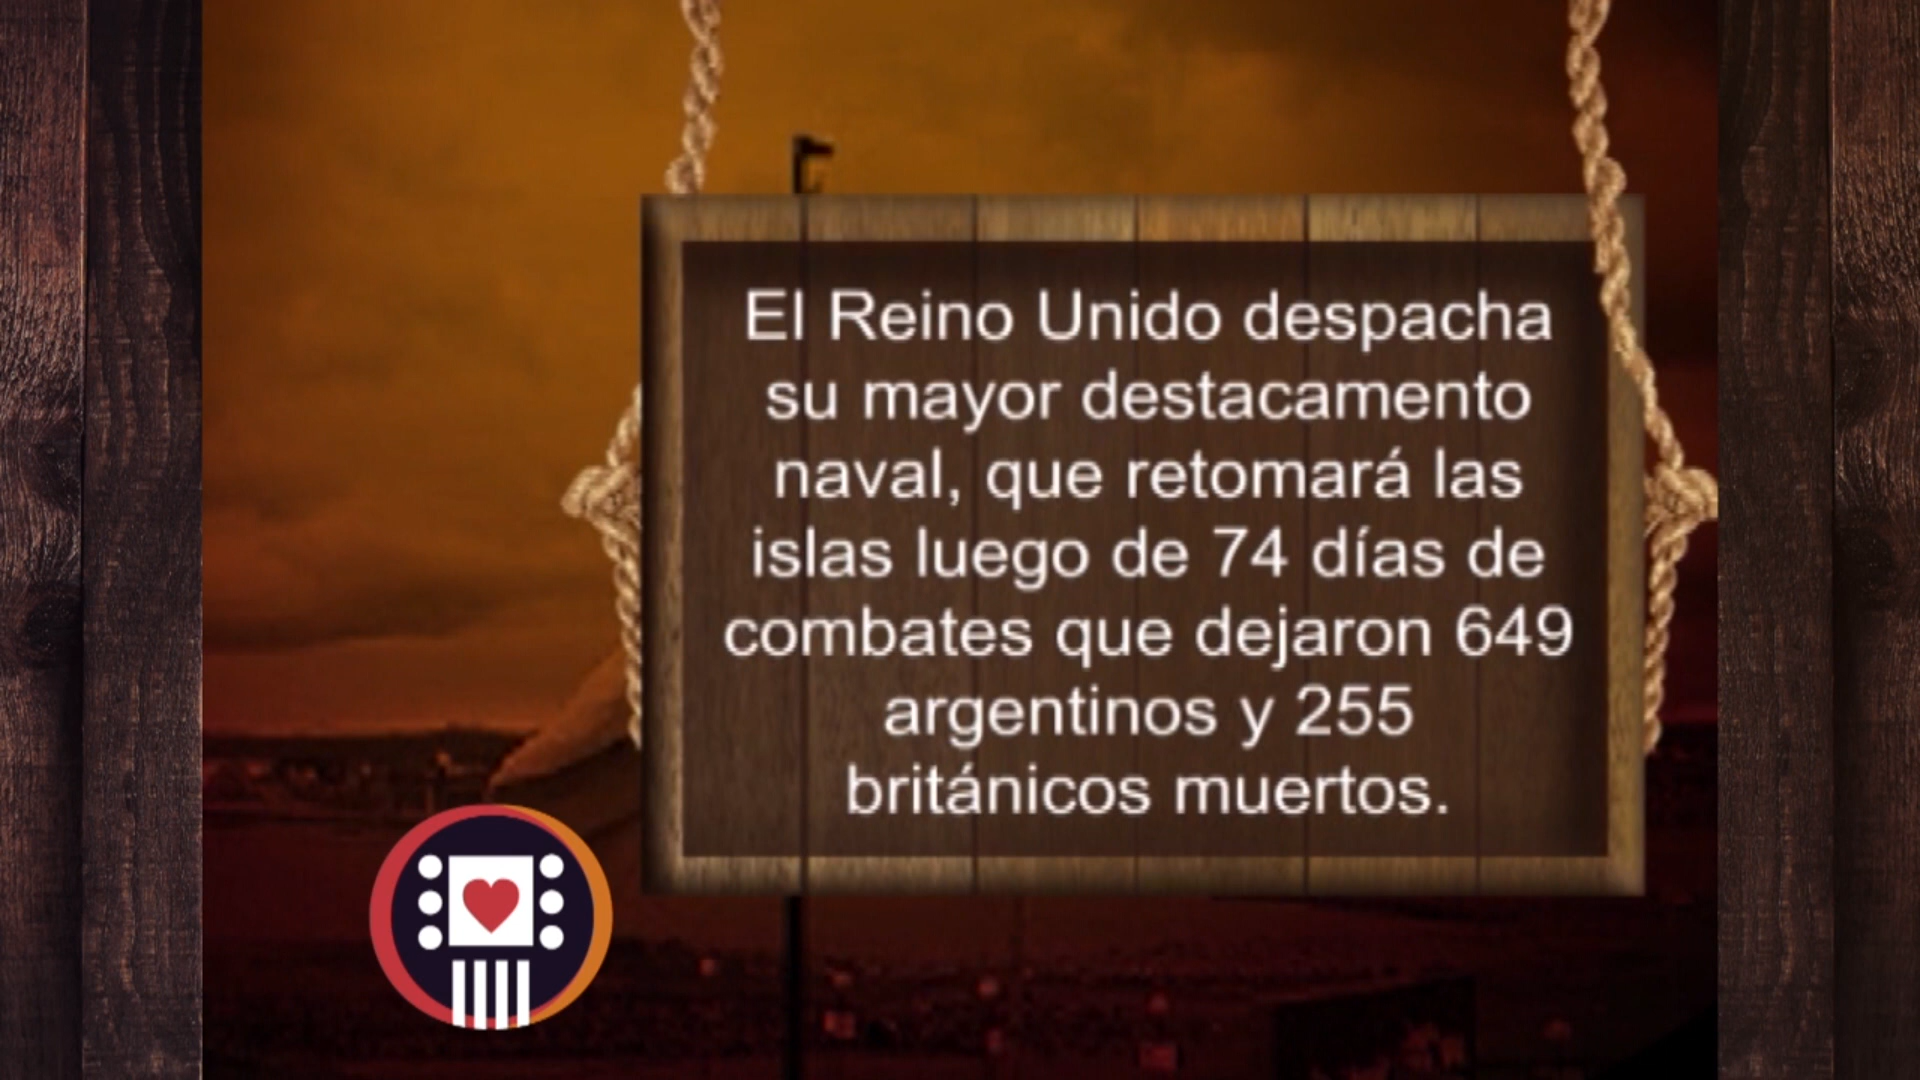 El Reino Unido despacha
su mayor destacamento
naval, que retomará las
islas luego de 74 días de
combates que dejaron 649
argentinos y 255
británicos muertos.